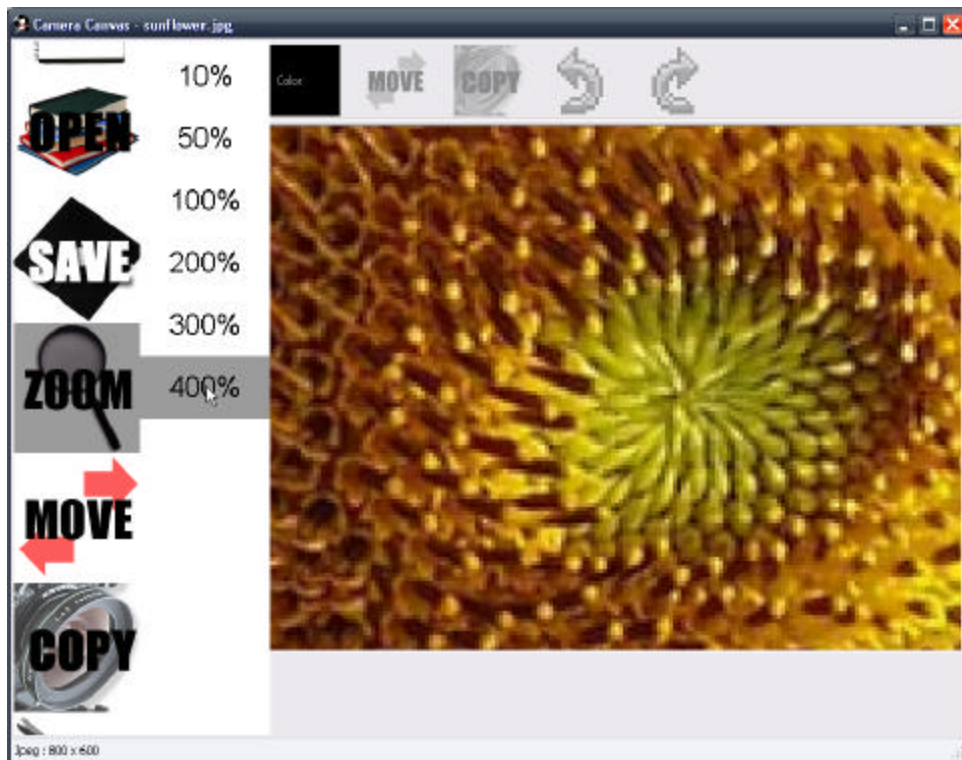 Camera Canvas - sunflower.jpg
OPEN
SAVE
ZOOM
MOVE
COPY
10%
50%
100%
200%
300%
400%
Color
MOVE
COPY
Jpeg : 800 x 600